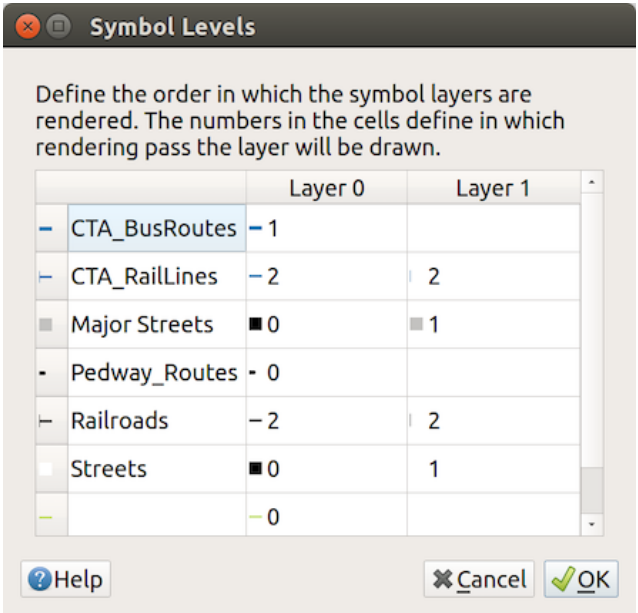 Symbol Levels
Define the order in which the symbol layers are
rendered. The numbers in the cells define in which
rendering pass the layer will be drawn.
Layer 0 Layer 1
CTA_BusRoutes 1
CTA_RailLines 2 2
Major Streets 0 1
Pedway_Routes 0
Railroads 2 2
Streets 0 1
0
Help Cancel OK